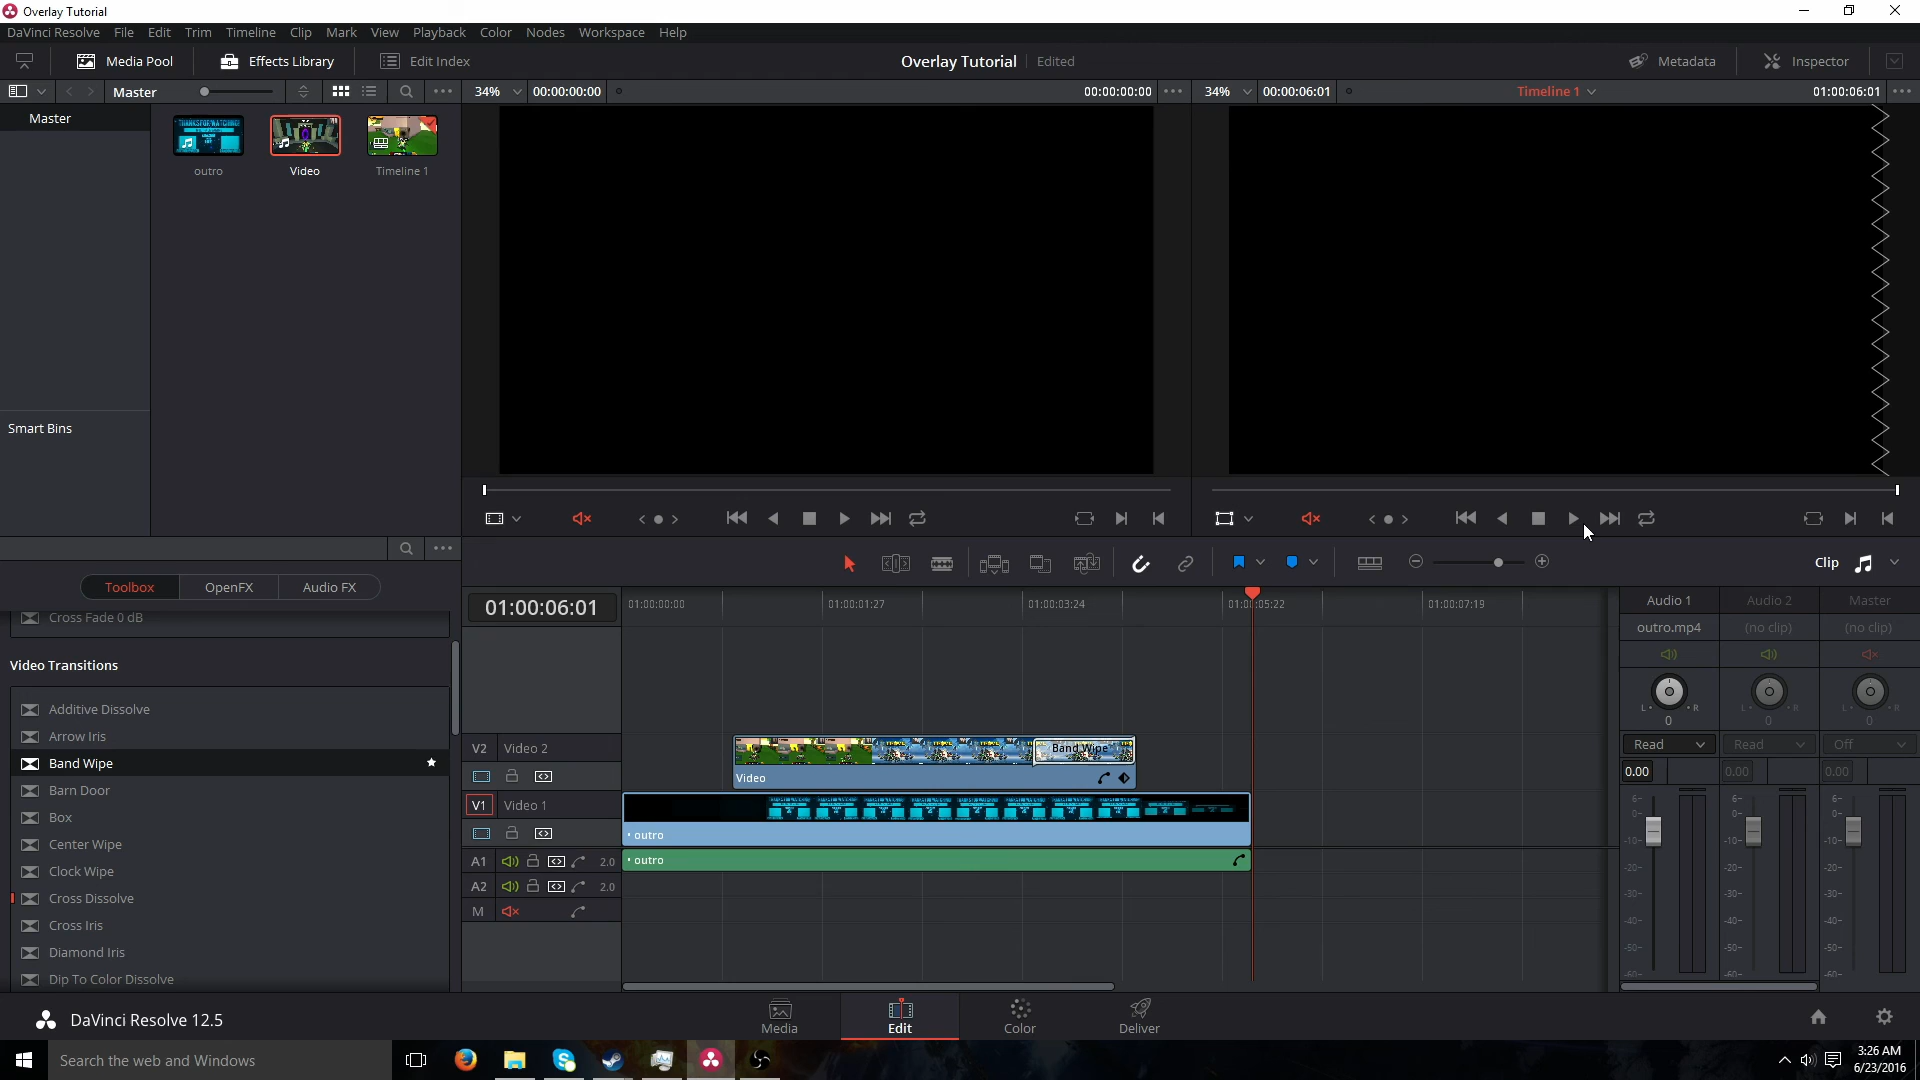 Overlay Tutorial
DaVinci Resolve File Edit Trim Timeline Clip Mark View Playback Color Nodes Workspace Help
Media Pool Effects Library Edit Index Overlay Tutorial Edited Metadata Inspector
Master 34% 00:00:00:00 00:00:00:00 34% 00:00:06:01 Timeline 1 01:00:06:01
Master
outro Video Timeline 1
Smart Bins
Clip
Toolbox OpenFX Audio FX
Cross Fade 0 dB
Video Transitions
Additive Dissolve
Arrow Iris
Band Wipe
Barn Door
Box
Center Wipe
Clock Wipe
Cross Dissolve
Cross Iris
Diamond Iris
Dip To Color Dissolve
01:00:06:01 01:00:00:00 01:00:01:27 01:00:03:24 01:00:05:22 01:00:07:19
V2 Video 2 Band Wipe
Video
V1 Video 1
outro
A1 2.0 outro
A2 2.0
M
Audio 1 Audio 2 Master
outro.mp4 (no clip) (no clip)
L R L R L R
0 0 0
Read Read Off
0.00 0.00 0.00
6- 6- 6-
0- 0- 0-
-10- -10- -10-
-20- -20- -20-
-30- -30- -30-
-40- -40- -40-
-50- -50- -50-
-60- -60- -60-
DaVinci Resolve 12.5 Media Edit Color Deliver
Search the web and Windows
3:26 AM
6/23/2016